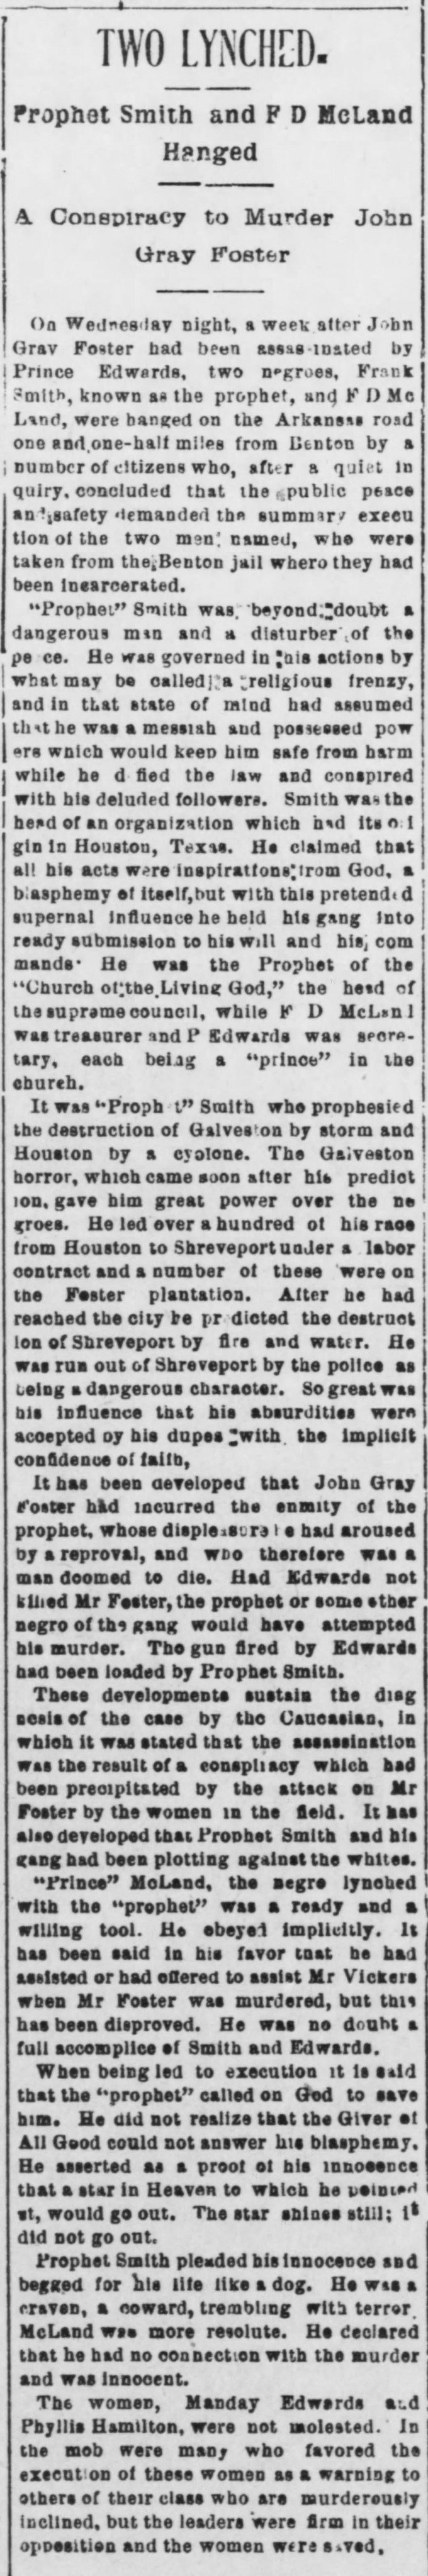 TWO LYNCHED.
Prophet Smith and F D McLand
Hanged
A Conspiracy to Murder John
Gray Foster
On Wednesday night, a week after John
Gray Foster had been assas inated by
Prince Edwards, two negroes, Frank
Smith, known as the prophet, and F D Mc
Land, were hanged on the Arkansas road
one and one-half miles from Benton by a
number of citizens who, after a quiet in
quiry, concluded that the public peace
and safety demanded the summary execu
tion of the two men named, who were
taken from the Benton jail where they had
been incarcerated.
"Prophet" Smith was beyond doubt a
dangerous man and a disturber of the
pe ce. He was governed in his actions by
what may be called a religious frenzy,
and in that state of mind had assumed
that he was a messiah and possessed pow
ers which would keep him safe from harm
while he d fied the law and conspired
with his deluded followers. Smith was the
head of an organization which had its o i
gin in Houston, Texas. He claimed that
all his acts were inspirations from God, a
blasphemy of itself, but with this pretended
supernal influence he held his gang into
ready submission to his will and his com
mands. He was the Prophet of the
"Church of the Living God," the head of
the supreme council, while F D McLand
was treasurer and P Edwards was secre-
tary, each being a "prince" in the
church.
It was "Proph t" Smith who prophesied
the destruction of Galveston by storm and
Houston by a cyclone. The Galveston
horror, which came soon after his predict
ion, gave him great power over the ne
groes. He led over a hundred of his race
from Houston to Shreveport under a labor
contract and a number of these were on
the Foster plantation. After he had
reached the city he pr dicted the destruct
ion of Shreveport by fire and water. He
was run out of Shreveport by the police as
being a dangerous character. So great was
his influence that his absurdities were
accepted by his dupes with the implicit
confidence of faith,
It has been developed that John Gray
Foster had incurred the enmity of the
prophet, whose displeasure he had aroused
by a reproval, and who therefore was a
man doomed to die. Had Edwards not
killed Mr Foster, the prophet or some other
negro of the gang would have attempted
his murder. The gun fired by Edwards
had been loaded by Prophet Smith.
These developments sustain the diag
nosis of the case by the Caucasian, in
which it was stated that the assassination
was the result of a conspiracy which had
been precipitated by the attack on Mr
Foster by the women in the field. It has
also developed that Prophet Smith and his
gang had been plotting against the whites.
"Prince" McLand, the negro lynched
with the "prophet" was a ready and a
willing tool. He obeyed implicitly. It
has been said in his favor that he had
assisted or had offered to assist Mr Vickers
when Mr Foster was murdered, but this
has been disproved. He was no doubt a
full accomplice of Smith and Edwards.
When being led to execution it is said
that the "prophet" called on God to save
him. He did not realize that the Giver of
All Good could not answer his blasphemy.
He asserted as a proof of his innocence
that a star in Heaven to which he pointed
at, would go out. The star shines still; it
did not go out.
Prophet Smith pleaded his innocence and
begged for his life like a dog. He was a
craven, a coward, trembling with terror.
McLand was more resolute. He declared
that he had no connection with the murder
and was innocent.
The women, Manday Edwards and
Phyllis Hamilton, were not molested. In
the mob were many who favored the
execution of these women as a warning to
others of their class who are murderously
inclined, but the leaders were firm in their
opposition and the women were saved.